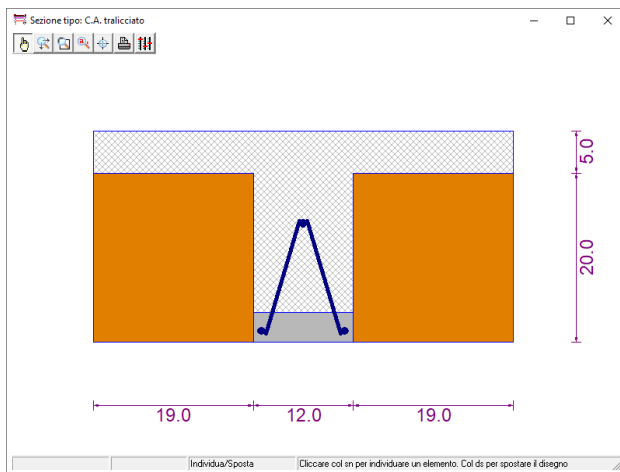 Sezione tipo: C.A. tralicciato
5.0
20.0
19.0 12.0 19.0
Individua/Sposta Cliccare col sn per individuare un elemento. Col ds per spostare il disegno